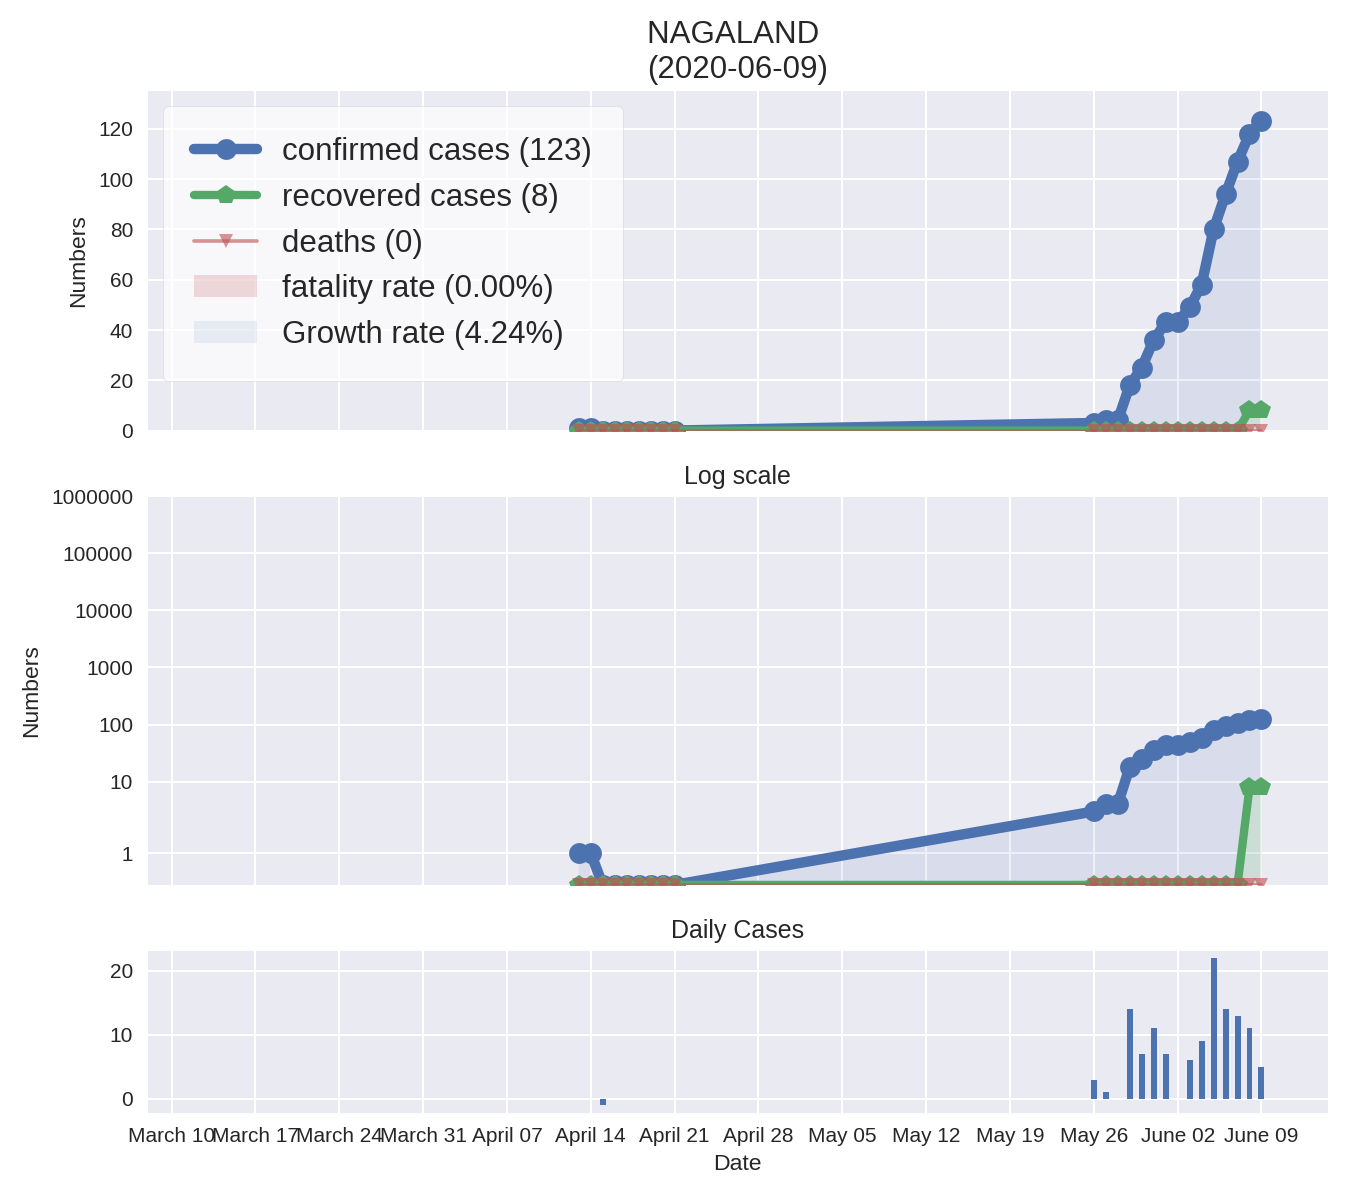 NAGALAND
(2020-06-09)
120
100
80
60
40
20
0
Numbers
confirmed cases (123)
recovered cases (8)
deaths (0)
fatality rate (0.00%)
Growth rate (4.24%)
Log scale
1000000
100000
10000
1000
100
10
1
Numbers
Daily Cases
20
10
0
March 10 March 17 March 24 March 31 April 07 April 14 April 21 April 28 May 05 May 12 May 19 May 26 June 02 June 09
Date